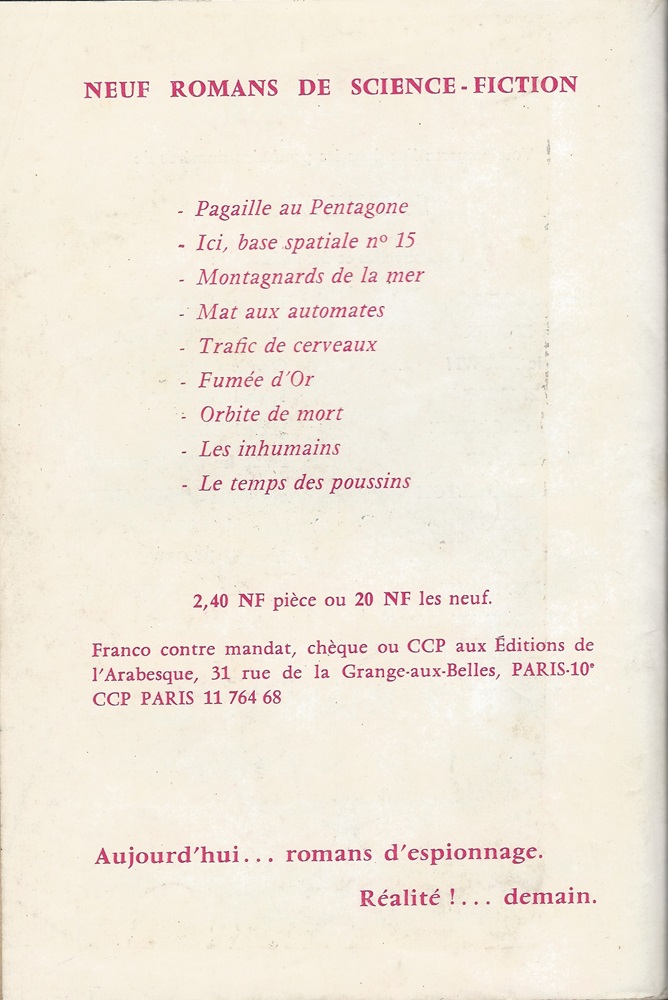 NEUF ROMANS DE SCIENCE-FICTION
- Pagaille au Pentagone
- Ici, base spatiale nº 15
- Montagnards de la mer
- Mat aux automates
- Trafic de cerveaux
- Fumée d'Or
- Orbite de mort
- Les inhumains
- Le temps des poussins
2,40 NF pièce ou 20 NF les neuf.
Franco contre mandat, chèque ou CCP aux Éditions de
l'Arabesque, 31 rue de la Grange-aux-Belles, PARIS-10e
CCP PARIS 11 764 68
Aujourd'hui... romans d'espionnage.
Réalité !... demain.